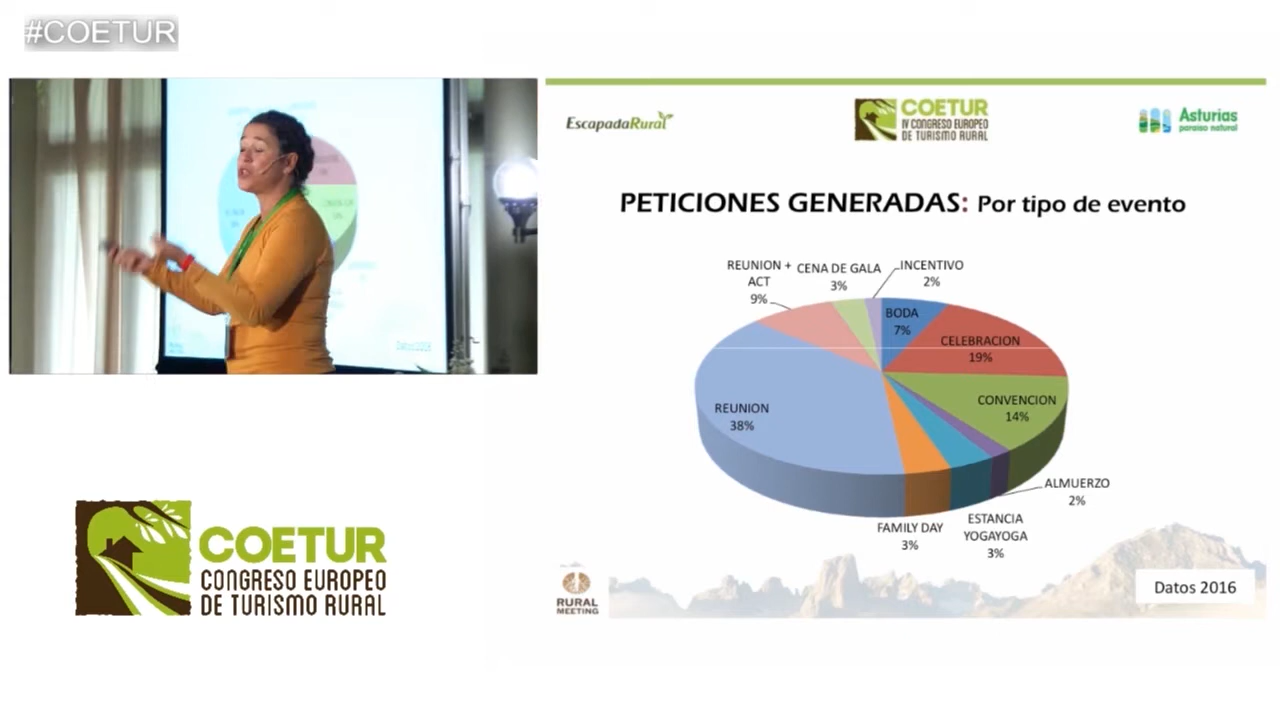 #COETUR
EscapadaRural
COETUR
IV CONGRESO EUROPEO
DE TURISMO RURAL
Asturias
paraíso natural
PETICIONES GENERADAS: Por tipo de evento
REUNION +
ACT
9%
CENA DE GALA
3%
INCENTIVO
2%
BODA
7%
CELEBRACION
19%
CONVENCION
14%
REUNION
38%
ALMUERZO
2%
FAMILY DAY
3%
ESTANCIA
YOGAYOGA
3%
RURAL
MEETING
Datos 2016
COETUR
CONGRESO EUROPEO
DE TURISMO RURAL